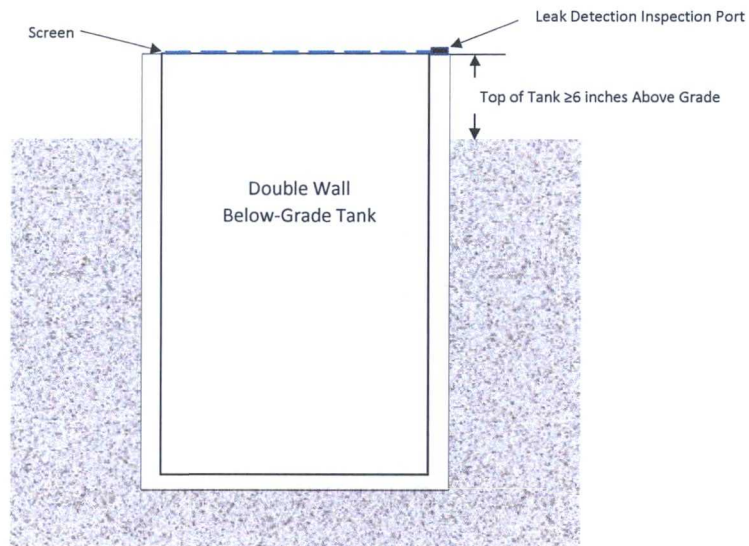 Leak Detection Inspection Port
Screen
Top of Tank ≥6 inches Above Grade
Double Wall
Below-Grade Tank